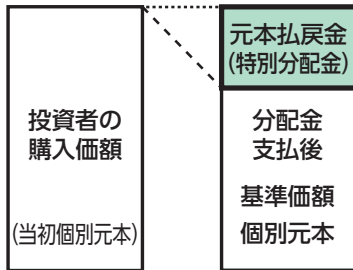 投資者の
購入価額
(当初個別元本)
元本払戻金
(特別分配金)
分配金
支払後
基準価額
個別元本